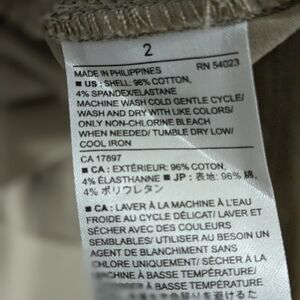 2
MADE IN PHILIPPINES RN 54023
■ US: SHELL: 96% COTTON,
4% SPANDEX/ELASTANE
MACHINE WASH COLD GENTLE CYCLE/
WASH AND DRY WITH LIKE COLORS/
ONLY NON-CHLORINE BLEACH
WHEN NEEDED/ TUMBLE DRY LOW/
COOL IRON
CA 17897
■ CA : EXTÉRIEUR: 96% COTON,
4% ÉLASTHANNE ■ JP : 表地: 96% 綿,
4% ポリウレタン
■ CA : LAVER À LA MACHINE À L'EAU
FROIDE AU CYCLE DÉLICAT/ LAVER ET
SÉCHER AVEC DES COULEURS
SEMBLABLES/ UTILISER AU BESOIN UN
AGENT DE BLANCHIMENT SANS
CHLORE UNIQUEMENT/ SÉCHER À LA
MACHINE À BASSE TEMPÉRATURE/
À BASSE TEMPÉRATURE